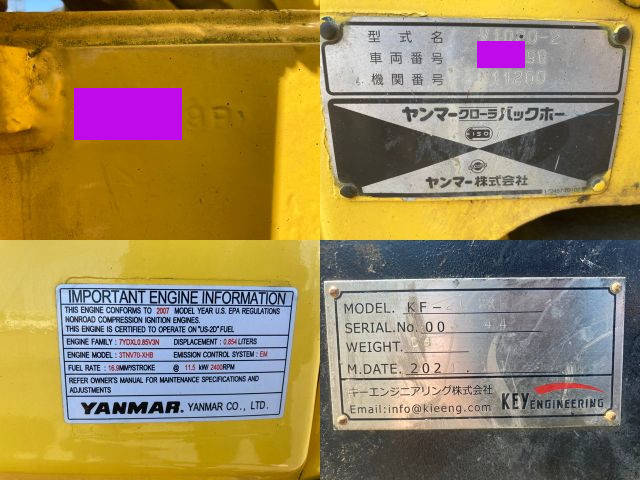 型式名
車両番号
機関番号 11260
ヤンマークローラバックホー
ISO
ヤンマー株式会社
IMPORTANT ENGINE INFORMATION
THIS ENGINE CONFORMS TO 2007 MODEL YEAR U.S. EPA REGULATIONS
NONROAD COMPRESSION IGNITION ENGINES.
THIS ENGINE IS CERTIFIED TO OPERATE ON "US-2D" FUEL
ENGINE FAMILY : 7YDXL0.85V3N DISPLACEMENT : 0.854 LITERS
ENGINE MODEL : 3TNV70-XHB EMISSION CONTROL SYSTEM : EM
FUEL RATE : 16.9MM³/STROKE @ 11.5 kW 2400RPM
REFER OWNER'S MANUAL FOR MAINTENANCE SPECIFICATIONS AND
ADJUSTMENTS
YANMAR. YANMAR CO., LTD.
MODEL. KF-
SERIAL.No.00
WEIGHT.
M.DATE. 202
キーエンジニアリング株式会社
Email:info@kieeng.com
KEY ENGINEERING